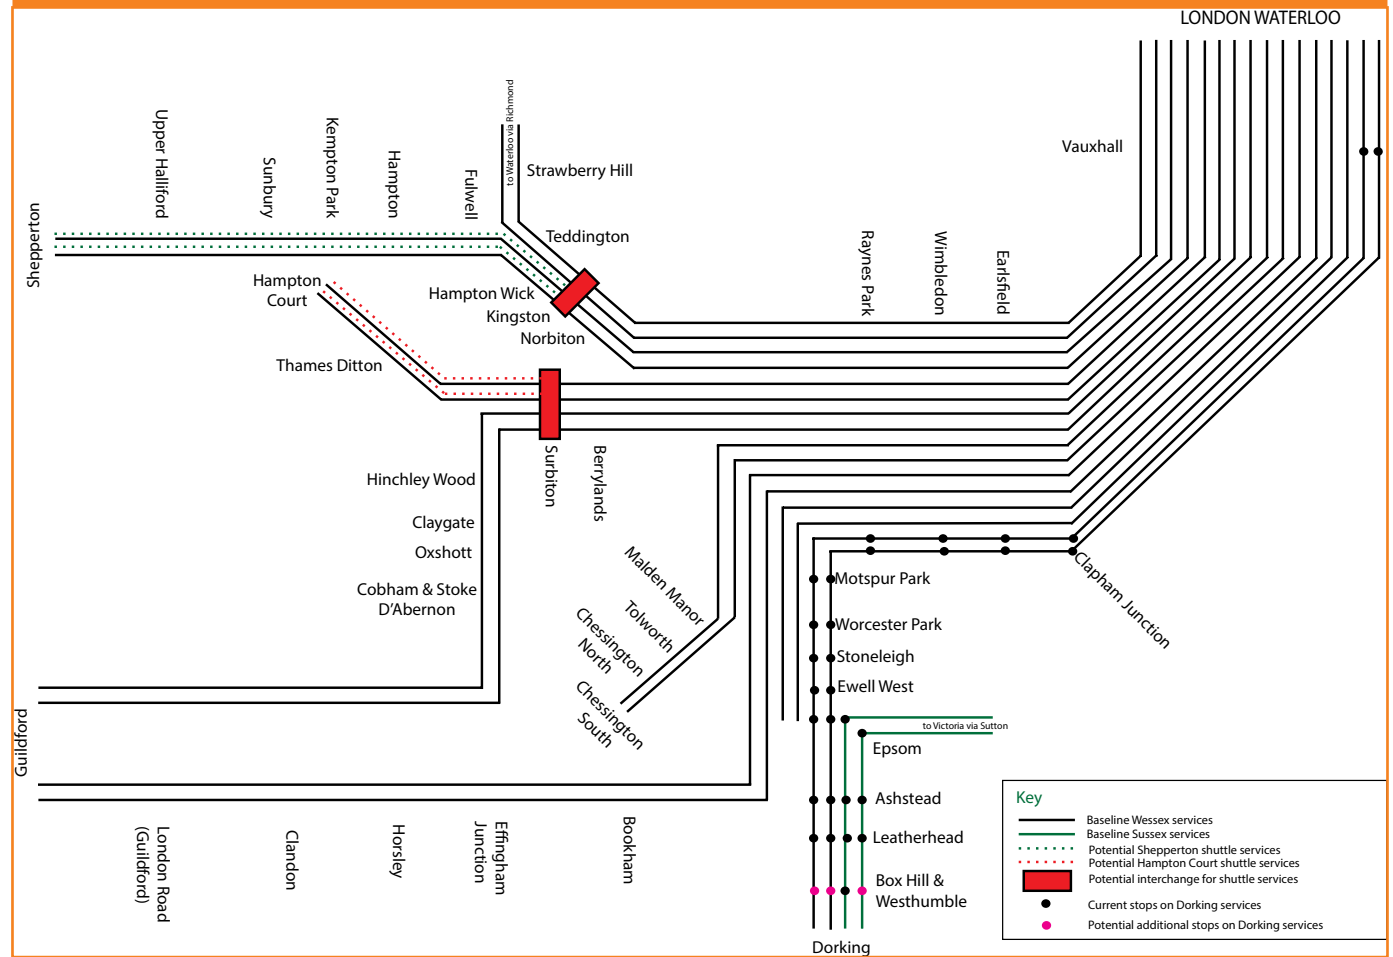 LONDON WATERLOO
Vauxhall
to Waterloo via Richmond
Strawberry Hill
Upper Halliford
Sunbury
Kempton Park
Hampton
Fulwell
Shepperton
Teddington
Hampton
Court
Hampton Wick
Kingston
Norbiton
Raynes Park
Wimbledon
Earlsfield
Thames Ditton
Surbiton
Berrylands
Hinchley Wood
Claygate
Oxshott
Cobham & Stoke
D’Abernon
Malden Manor
Tolworth
Chessington
North
Chessington
South
Clapham Junction
Motspur Park
Worcester Park
Stoneleigh
Ewell West
to Victoria via Sutton
Epsom
Ashstead
Leatherhead
Box Hill &
Westhumble
Dorking
Guildford
London Road
(Guildford)
Clandon
Horsley
Effingham
Junction
Bookham
Key
Baseline Wessex services
Baseline Sussex services
Potential Shepperton shuttle services
Potential Hampton Court shuttle services
Potential interchange for shuttle services
Current stops on Dorking services
Potential additional stops on Dorking services